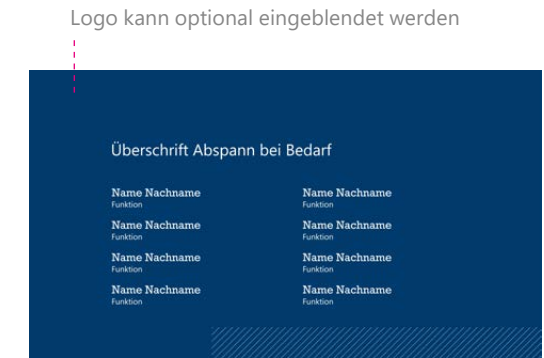 Logo kann optional eingeblendet werden
Überschrift Abspann bei Bedarf
Name Nachname
Funktion
Name Nachname
Funktion
Name Nachname
Funktion
Name Nachname
Funktion
Name Nachname
Funktion
Name Nachname
Funktion
Name Nachname
Funktion
Name Nachname
Funktion